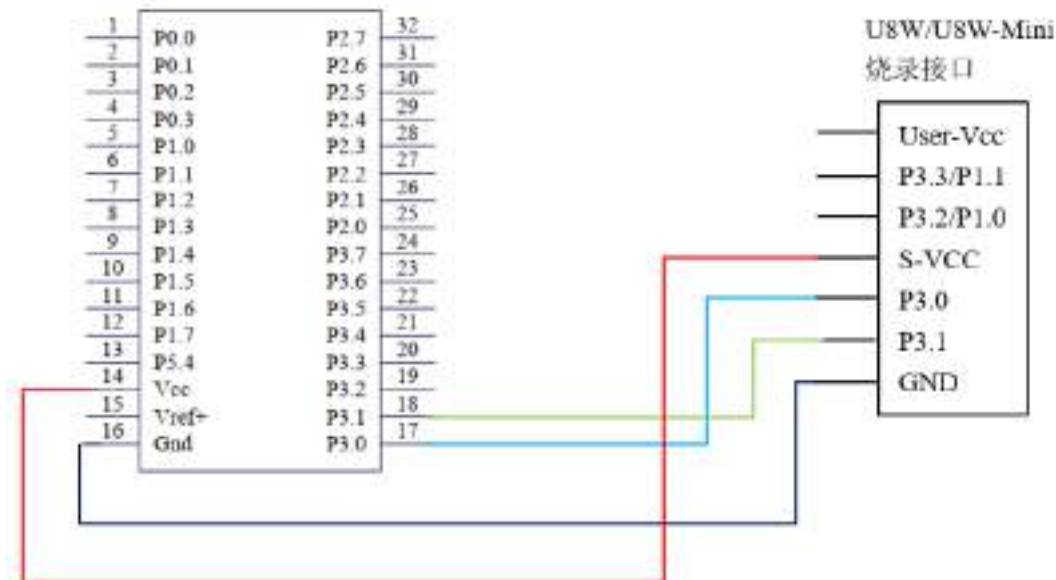 1 P0.0 P2.7 32
2 P0.1 P2.6 31
3 P0.2 P2.5 30
4 P0.3 P2.4 29
5 P1.0 P2.3 28
6 P1.1 P2.2 27
7 P1.2 P2.1 26
8 P1.3 P2.0 25
9 P1.4 P3.7 24
10 P1.5 P3.6 23
11 P1.6 P3.5 22
12 P1.7 P3.4 21
13 P5.4 P3.3 20
14 Vcc P3.2 19
15 Vref+ P3.1 18
16 Gnd P3.0 17
U8W/U8W-Mini
烧录接口
User-Vcc
P3.3/P1.1
P3.2/P1.0
S-VCC
P3.0
P3.1
GND